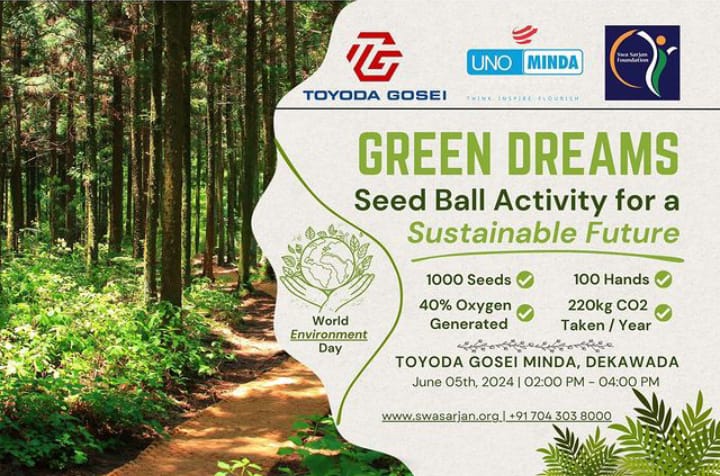 TOYODA GOSEI
UNO MINDA
THINK. INSPIRE. FLOURISH
Swa Sarjan
Foundation
GREEN DREAMS
Seed Ball Activity for a
Sustainable Future
1000 Seeds
100 Hands
40% Oxygen
Generated
220kg CO2
Taken / Year
World
Environment
Day
TOYODA GOSEI MINDA, DEKAWADA
June 05th, 2024 | 02:00 PM - 04:00 PM
www.swasarjan.org | +91 704 303 8000